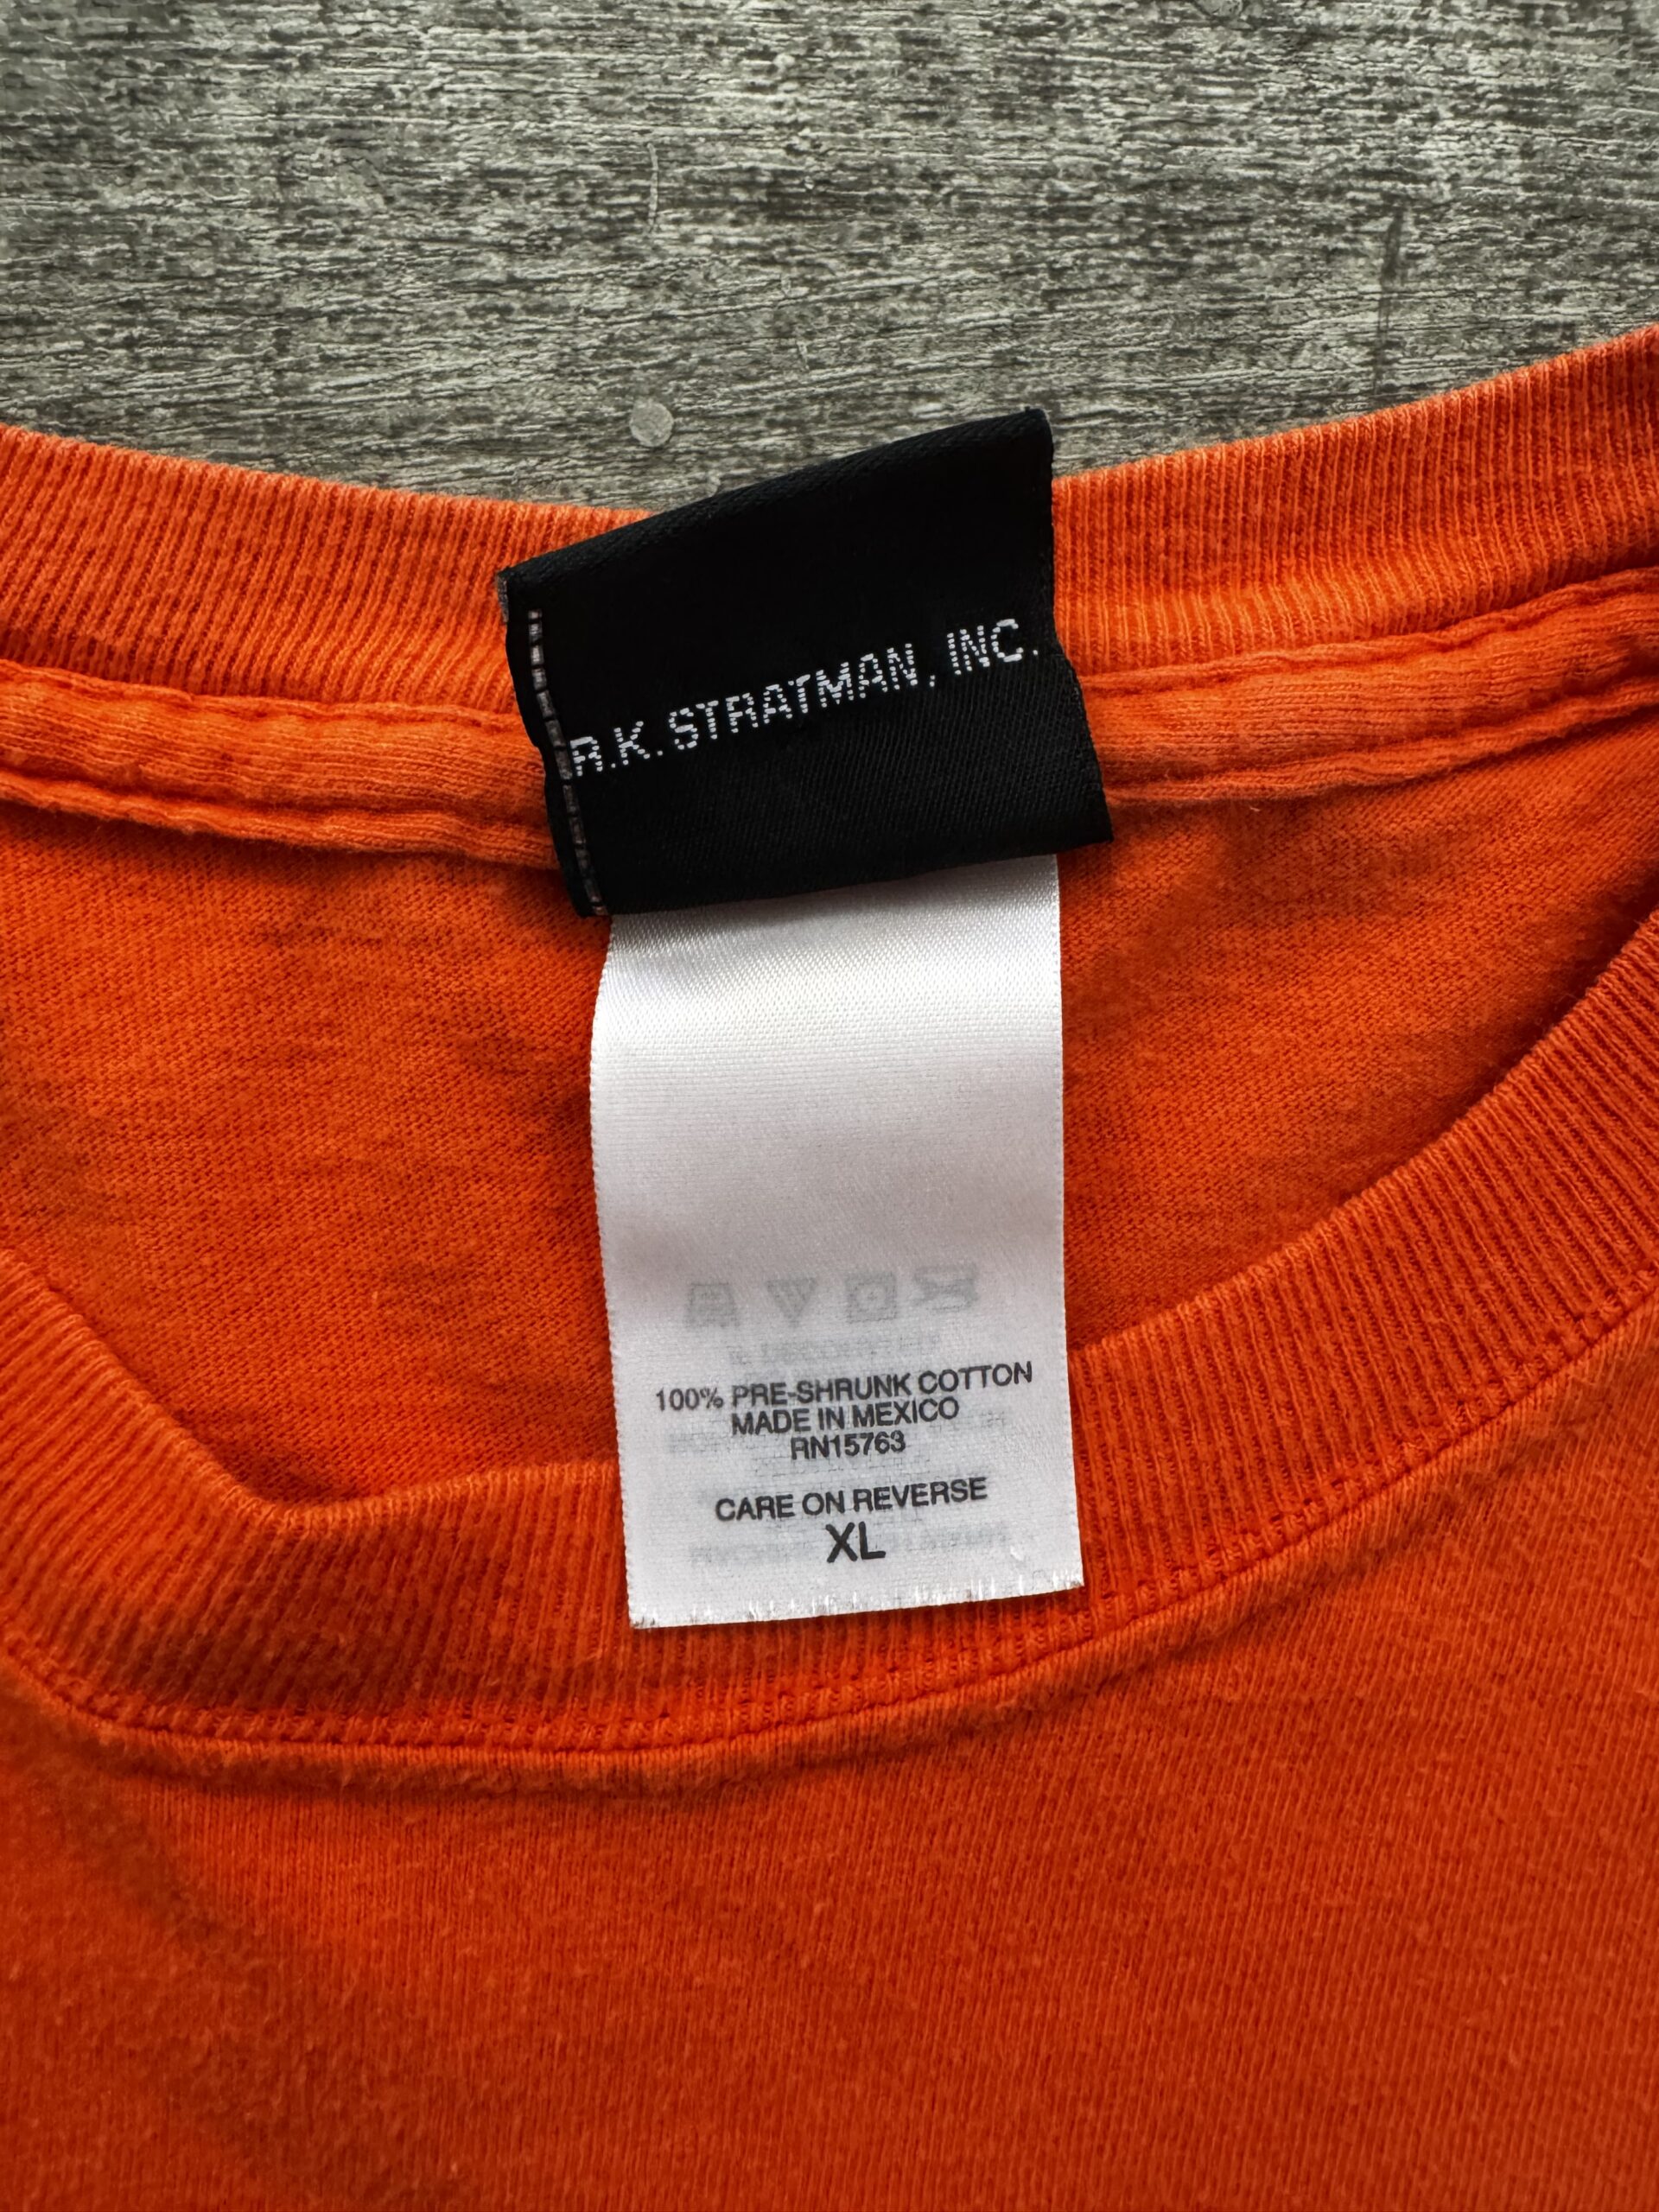 R.K. STRATMAN, INC.
100% PRE-SHRUNK COTTON
MADE IN MEXICO
RN15763
CARE ON REVERSE
XL